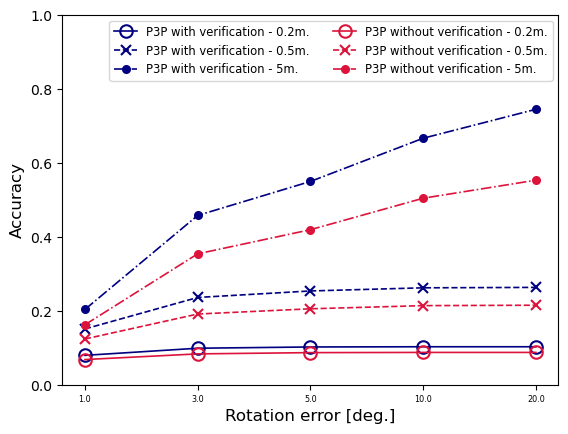 1.0
P3P with verification - 0.2m.
P3P with verification - 0.5m.
P3P with verification - 5m.
P3P without verification - 0.2m.
P3P without verification - 0.5m.
P3P without verification - 5m.
0.8
0.6
0.4
0.2
0.0
Accuracy
1.0 3.0 5.0 10.0 20.0
Rotation error [deg.]